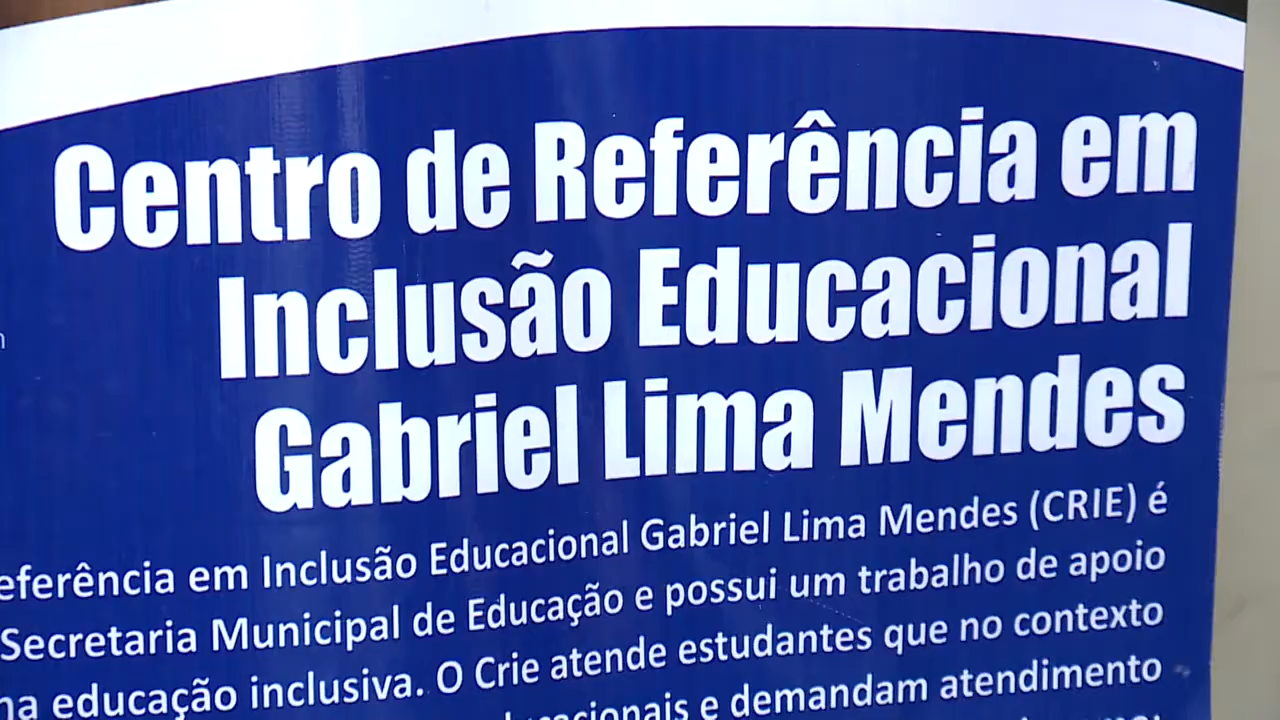 Centro de Referência em
Inclusão Educacional
Gabriel Lima Mendes
eferência em Inclusão Educacional Gabriel Lima Mendes (CRIE) é
Secretaria Municipal de Educação e possui um trabalho de apoio
na educação inclusiva. O Crie atende estudantes que no contexto
ucacionais e demandam atendimento